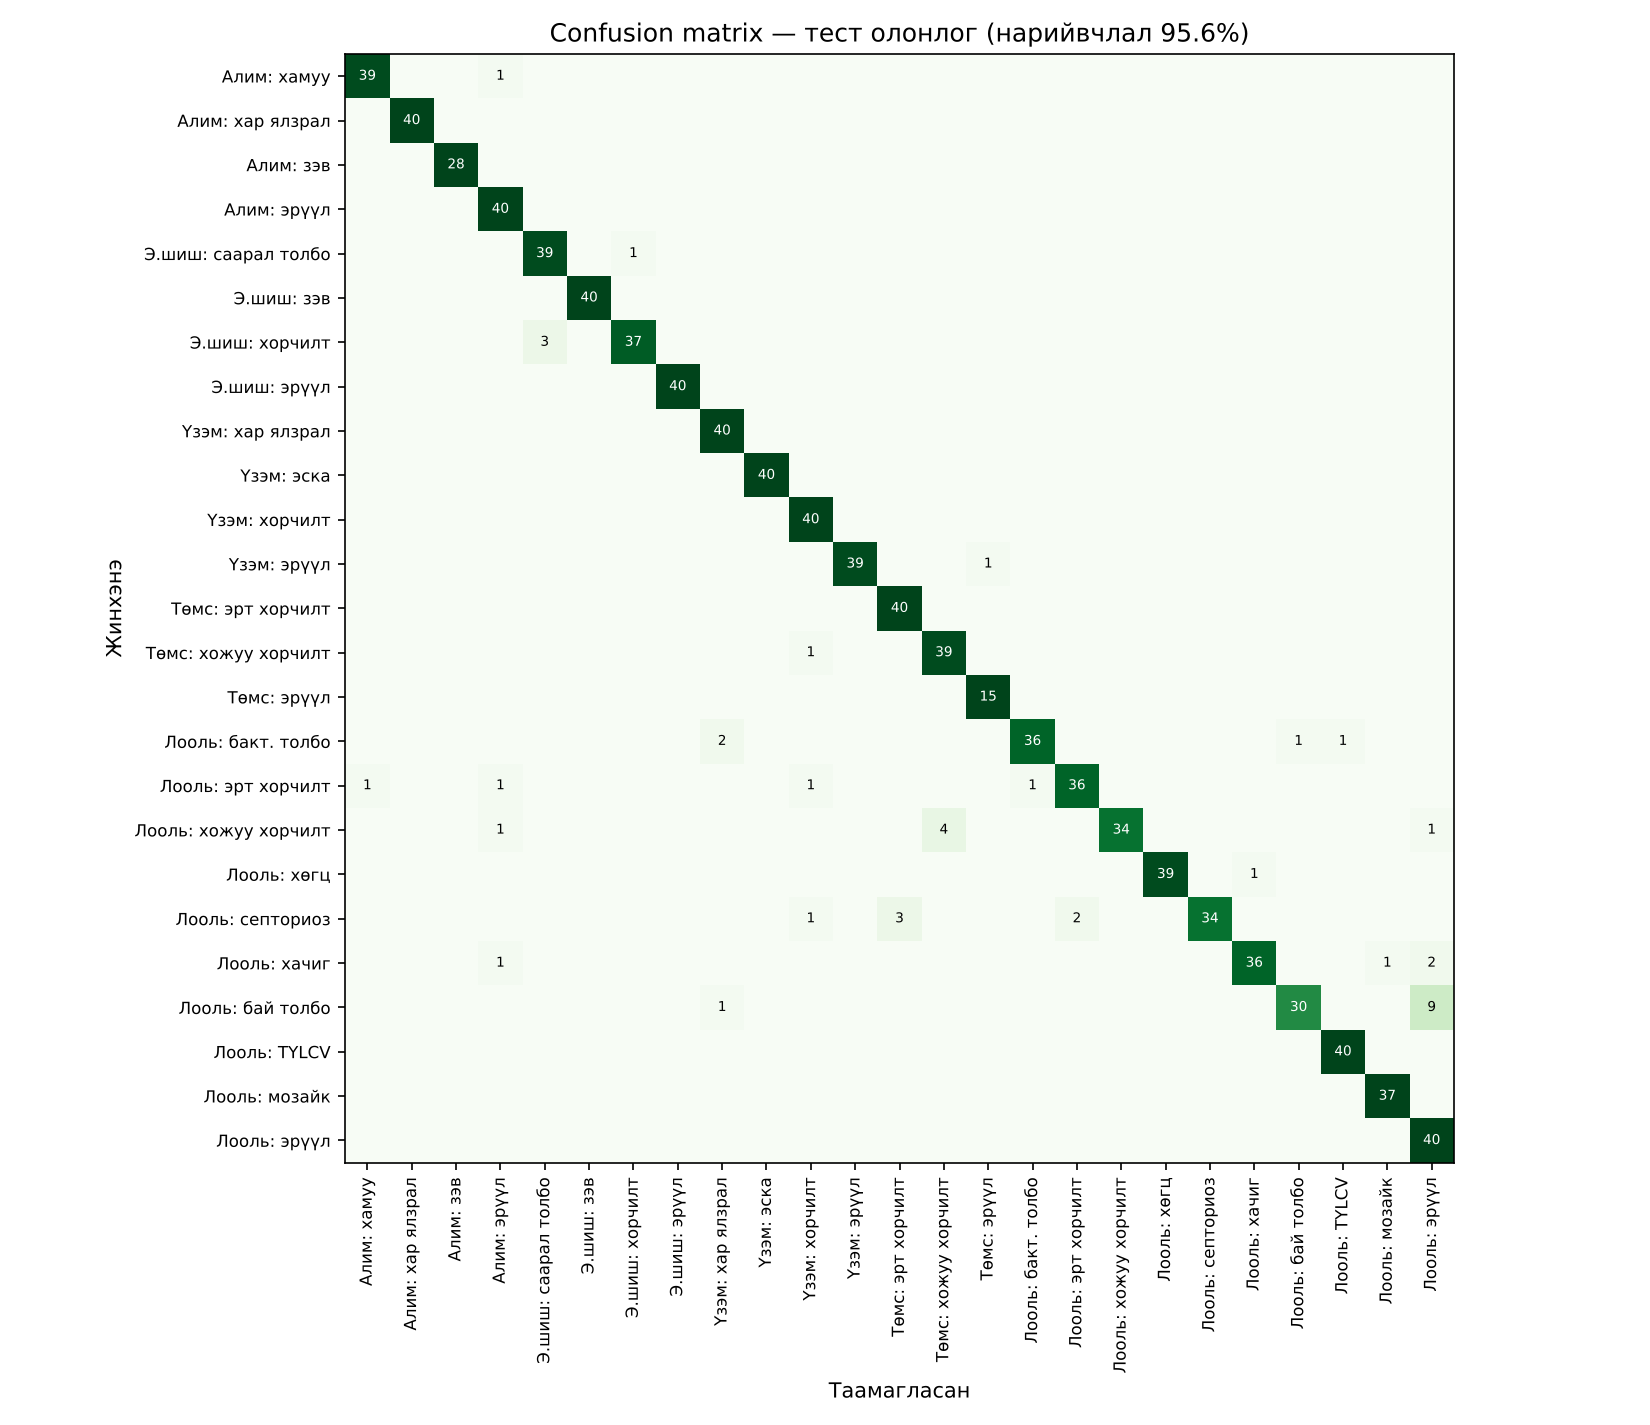 Confusion matrix — тест олонлог (нарийвчлал 95.6%)
Алим: хамуу 39 1
Алим: хар ялзрал 40
Алим: зэв 28
Алим: эрүүл 40
Э.шиш: саарал толбо 39 1
Э.шиш: зэв 40
Э.шиш: хорчилт 3 37
Э.шиш: эрүүл 40
Үзэм: хар ялзрал 40
Үзэм: эска 40
Үзэм: хорчилт 40
Үзэм: эрүүл 39 1
Төмс: эрт хорчилт 40
Төмс: хожуу хорчилт 1 39
Төмс: эрүүл 15
Лооль: бакт. толбо 2 36 1 1
Лооль: эрт хорчилт 1 1 1 1 36
Лооль: хожуу хорчилт 1 4 34 1
Лооль: хөгц 39 1
Лооль: септориоз 1 3 2 34
Лооль: хачиг 1 36 1 2
Лооль: бай толбо 1 30 9
Лооль: TYLCV 40
Лооль: мозайк 37
Лооль: эрүүл 40
Жинхэнэ
Алим: хамуу
Алим: хар ялзрал
Алим: зэв
Алим: эрүүл
Э.шиш: саарал толбо
Э.шиш: зэв
Э.шиш: хорчилт
Э.шиш: эрүүл
Үзэм: хар ялзрал
Үзэм: эска
Үзэм: хорчилт
Үзэм: эрүүл
Төмс: эрт хорчилт
Төмс: хожуу хорчилт
Төмс: эрүүл
Лооль: бакт. толбо
Лооль: эрт хорчилт
Лооль: хожуу хорчилт
Лооль: хөгц
Лооль: септориоз
Лооль: хачиг
Лооль: бай толбо
Лооль: TYLCV
Лооль: мозайк
Лооль: эрүүл
Таамагласан